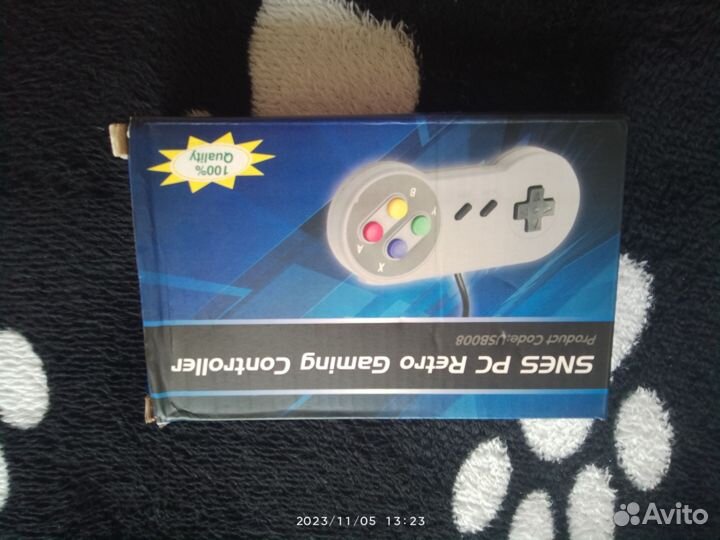 SNES PC Retro Gaming Controller
Product Code:USB008
B
Y
A
X
100%
Quality
2023/11/05 13:23
Avito